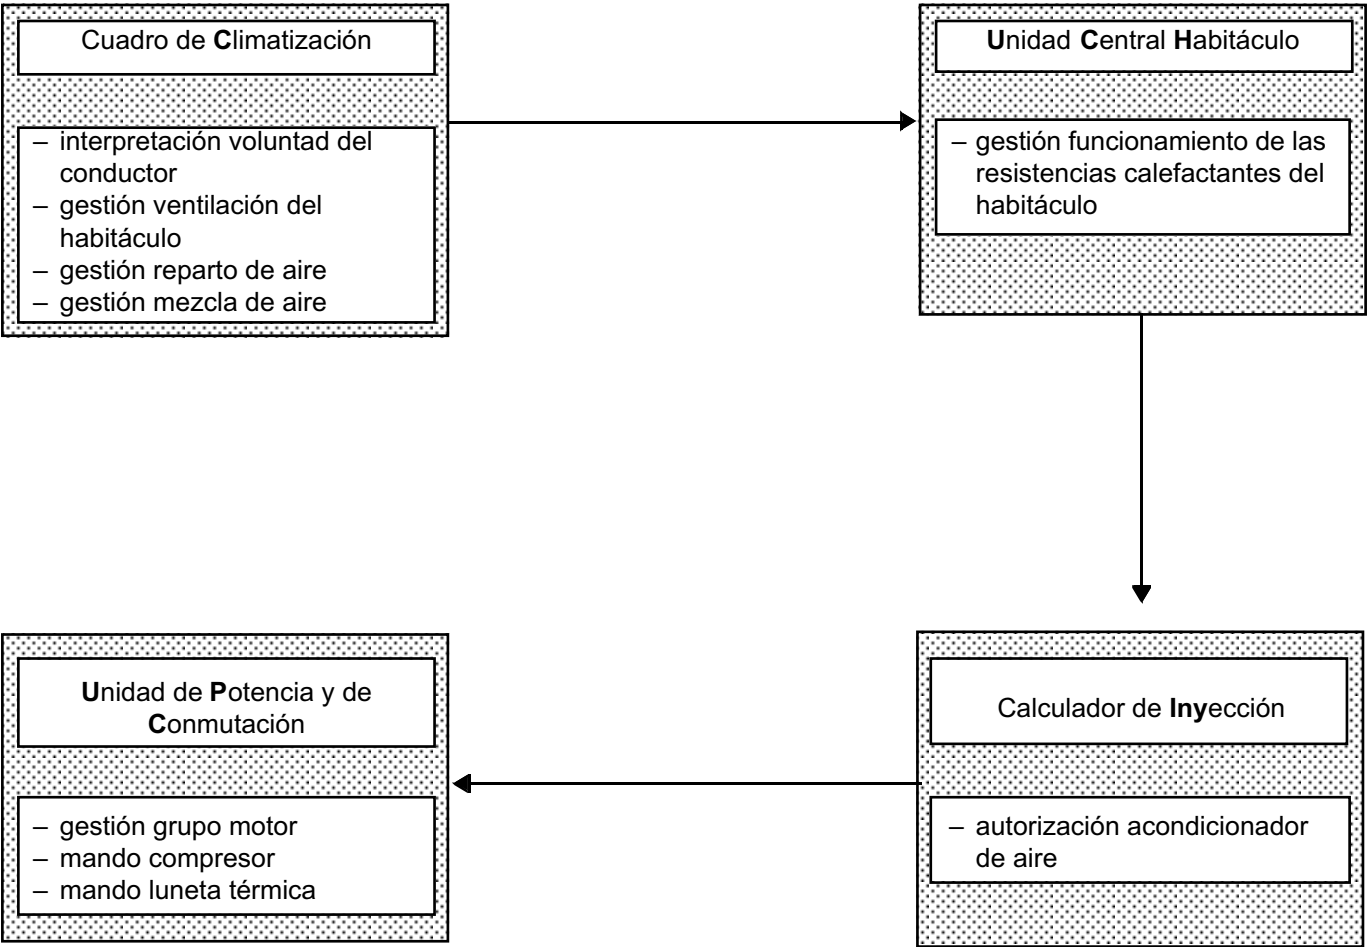 Cuadro de Climatización
– interpretación voluntad del
conductor
– gestión ventilación del
habitáculo
– gestión reparto de aire
– gestión mezcla de aire
Unidad Central Habitáculo
– gestión funcionamiento de las
resistencias calefactantes del
habitáculo
Unidad de Potencia y de
Conmutación
– gestión grupo motor
– mando compresor
– mando luneta térmica
Calculador de Inyección
– autorización acondicionador
de aire